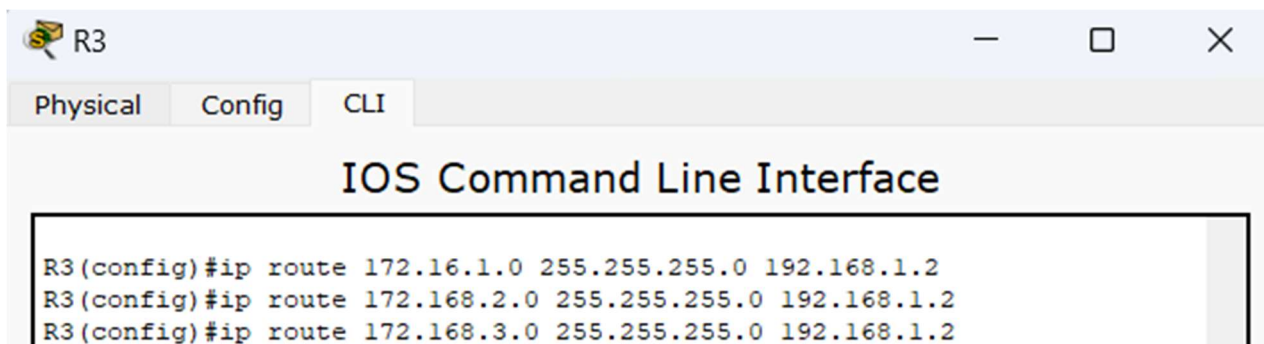 R3
Physical Config CLI
IOS Command Line Interface
R3(config)#ip route 172.16.1.0 255.255.255.0 192.168.1.2
R3(config)#ip route 172.168.2.0 255.255.255.0 192.168.1.2
R3(config)#ip route 172.168.3.0 255.255.255.0 192.168.1.2